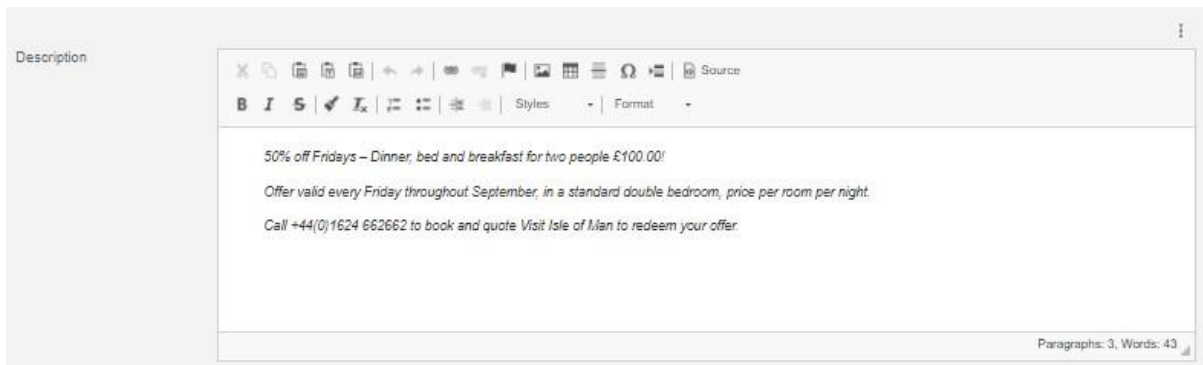 Description
Source
Styles
Format
50% off Fridays – Dinner, bed and breakfast for two people £100.00!
Offer valid every Friday throughout September, in a standard double bedroom, price per room per night.
Call +44(0)1624 662662 to book and quote Visit Isle of Man to redeem your offer.
Paragraphs: 3, Words: 43